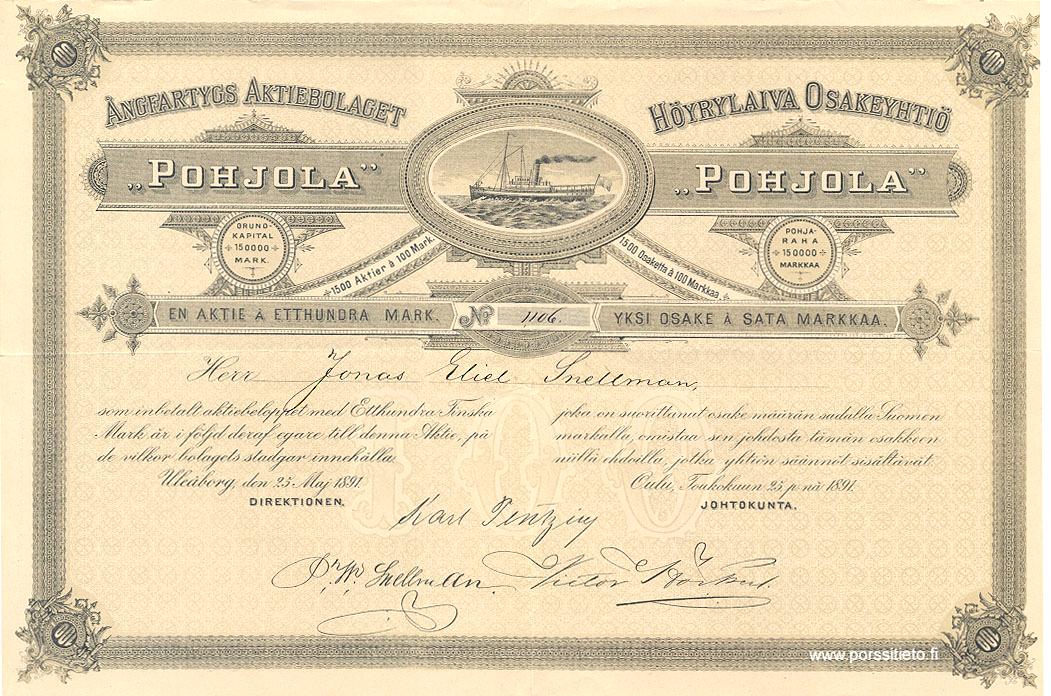 ÅNGFARTYGS AKTIEBOLAGET
„POHJOLA“
HÖYRYLAIVA OSAKEYHTIÖ
„POHJOLA“
GRUND-
KAPITAL
150000
MARK.
1500 Aktier à 100 Mark.
1500 Osaketta à 100 Markkaa.
POHJA-
RAHA
150000
MARKKAA
EN AKTIE à ETTHUNDRA MARK.
No 1106.
YKSI OSAKE à SATA MARKKAA.
Herr Jonas Eliel Snellman,
som inbetalt aktiebeloppet med Etthundra Finska
Mark är i följd deraf egare till denna Aktie, på
de vilkor bolagets stadgar innehålla.
Uleåborg, den 25 Maj 1891.
DIREKTIONEN.
joka on suorittanut osake määrän sadalla Suomen
markalla, omistaa sen johdosta tämän osakkeen
niillä ehdoilla, jotka yhtiön säännöt sisältävät.
Oulu, Toukokuun 25 p:nä 1891.
JOHTOKUNTA.
100
Karl
Snellman
Victor
www.porssitieto.fi